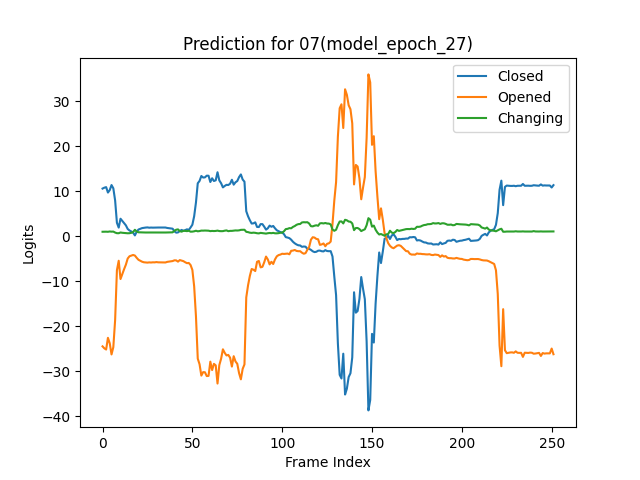 Prediction for 07(model_epoch_27)
Closed
Opened
Changing
Logits
30
20
10
0
−10
−20
−30
−40
0 50 100 150 200 250
Frame Index